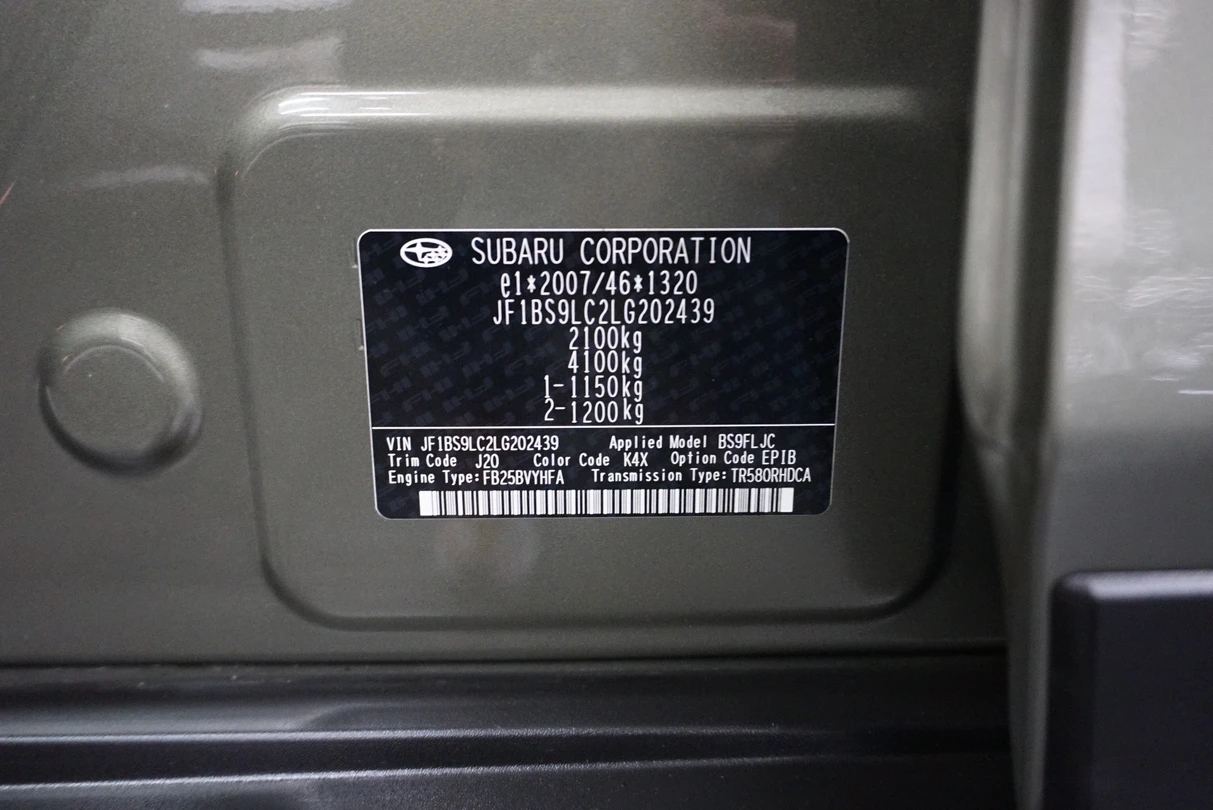 SUBARU CORPORATION
e1*2007/46*1320
JF1BS9LC2LG202439
2100kg
4100kg
1-1150kg
2-1200kg
VIN JF1BS9LC2LG202439 Applied Model BS9FLJC
Trim Code J20 Color Code K4X Option Code EPIB
Engine Type:FB25BVYHFA Transmission Type:TR580RHDCA